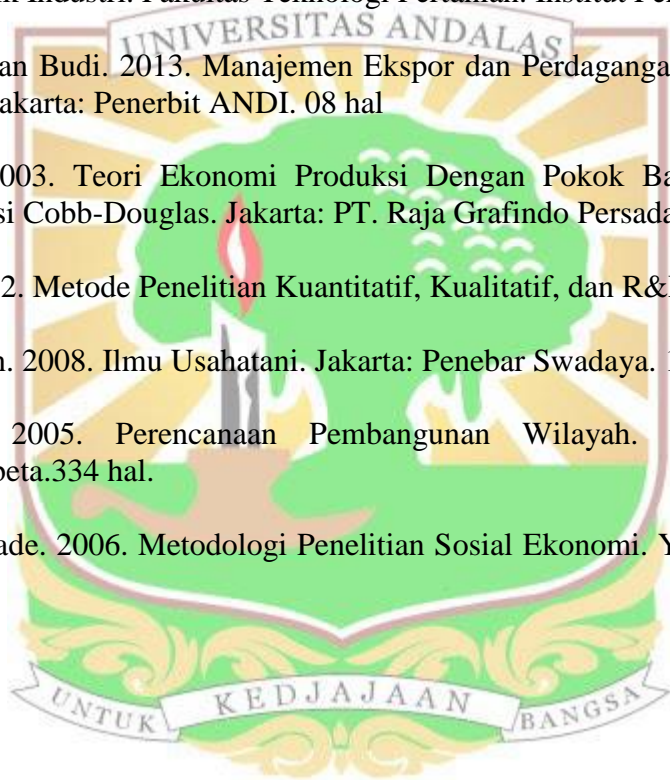 k Industri. Fakultas Teknologi Pertanian. Institut Per
UNIVERSITAS ANDALAS
an Budi. 2013. Manajemen Ekspor dan Perdaganga
akarta: Penerbit ANDI. 08 hal
003. Teori Ekonomi Produksi Dengan Pokok Ba
si Cobb-Douglas. Jakarta: PT. Raja Grafindo Persada
2. Metode Penelitian Kuantitatif, Kualitatif, dan R&
n. 2008. Ilmu Usahatani. Jakarta: Penebar Swadaya. 1
2005. Perencanaan Pembangunan Wilayah.
beta.334 hal.
ade. 2006. Metodologi Penelitian Sosial Ekonomi. Y
UNTUK KEDJAJAAN BANGSA